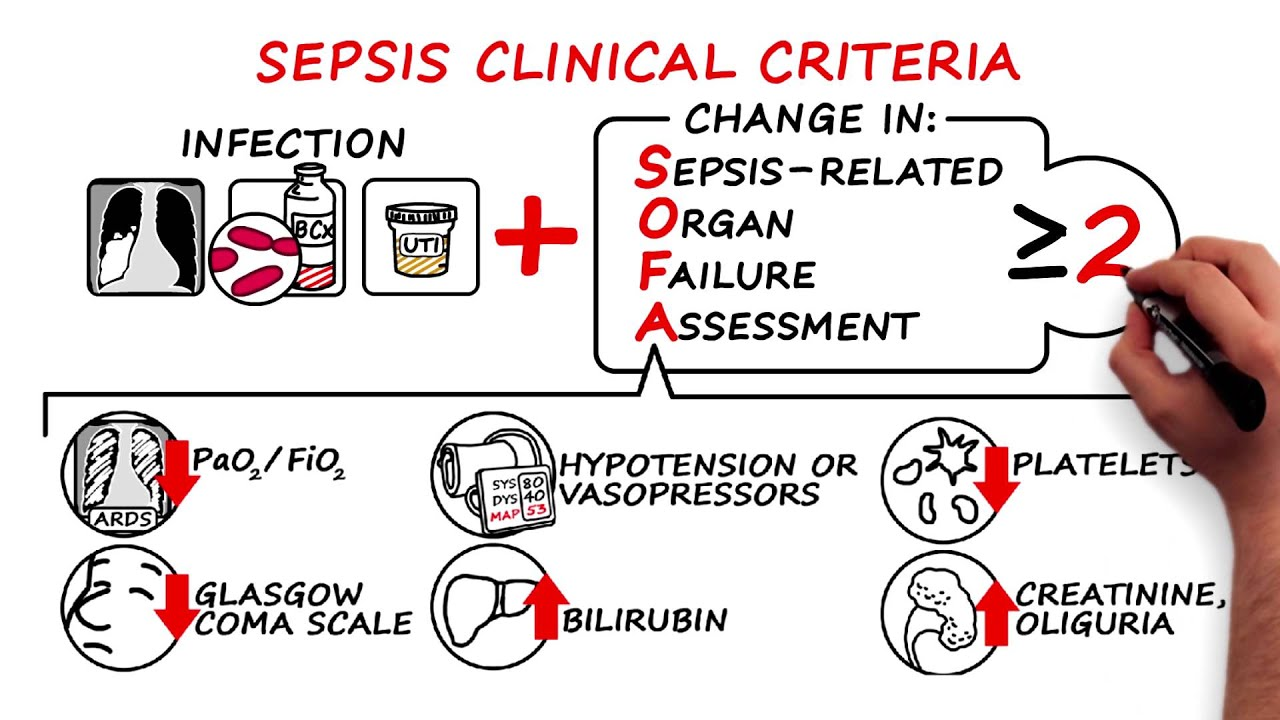 SEPSIS CLINICAL CRITERIA
INFECTION
BCx
UTI
+
CHANGE IN:
SEPSIS-RELATED
ORGAN
FAILURE
ASSESSMENT
≥2
ARDS
PaO₂/FiO₂
SYS 80
DYS 40
MAP 53
HYPOTENSION OR
VASOPRESSORS
PLATELETS
GLASGOW
COMA SCALE
BILIRUBIN
CREATININE,
OLIGURIA